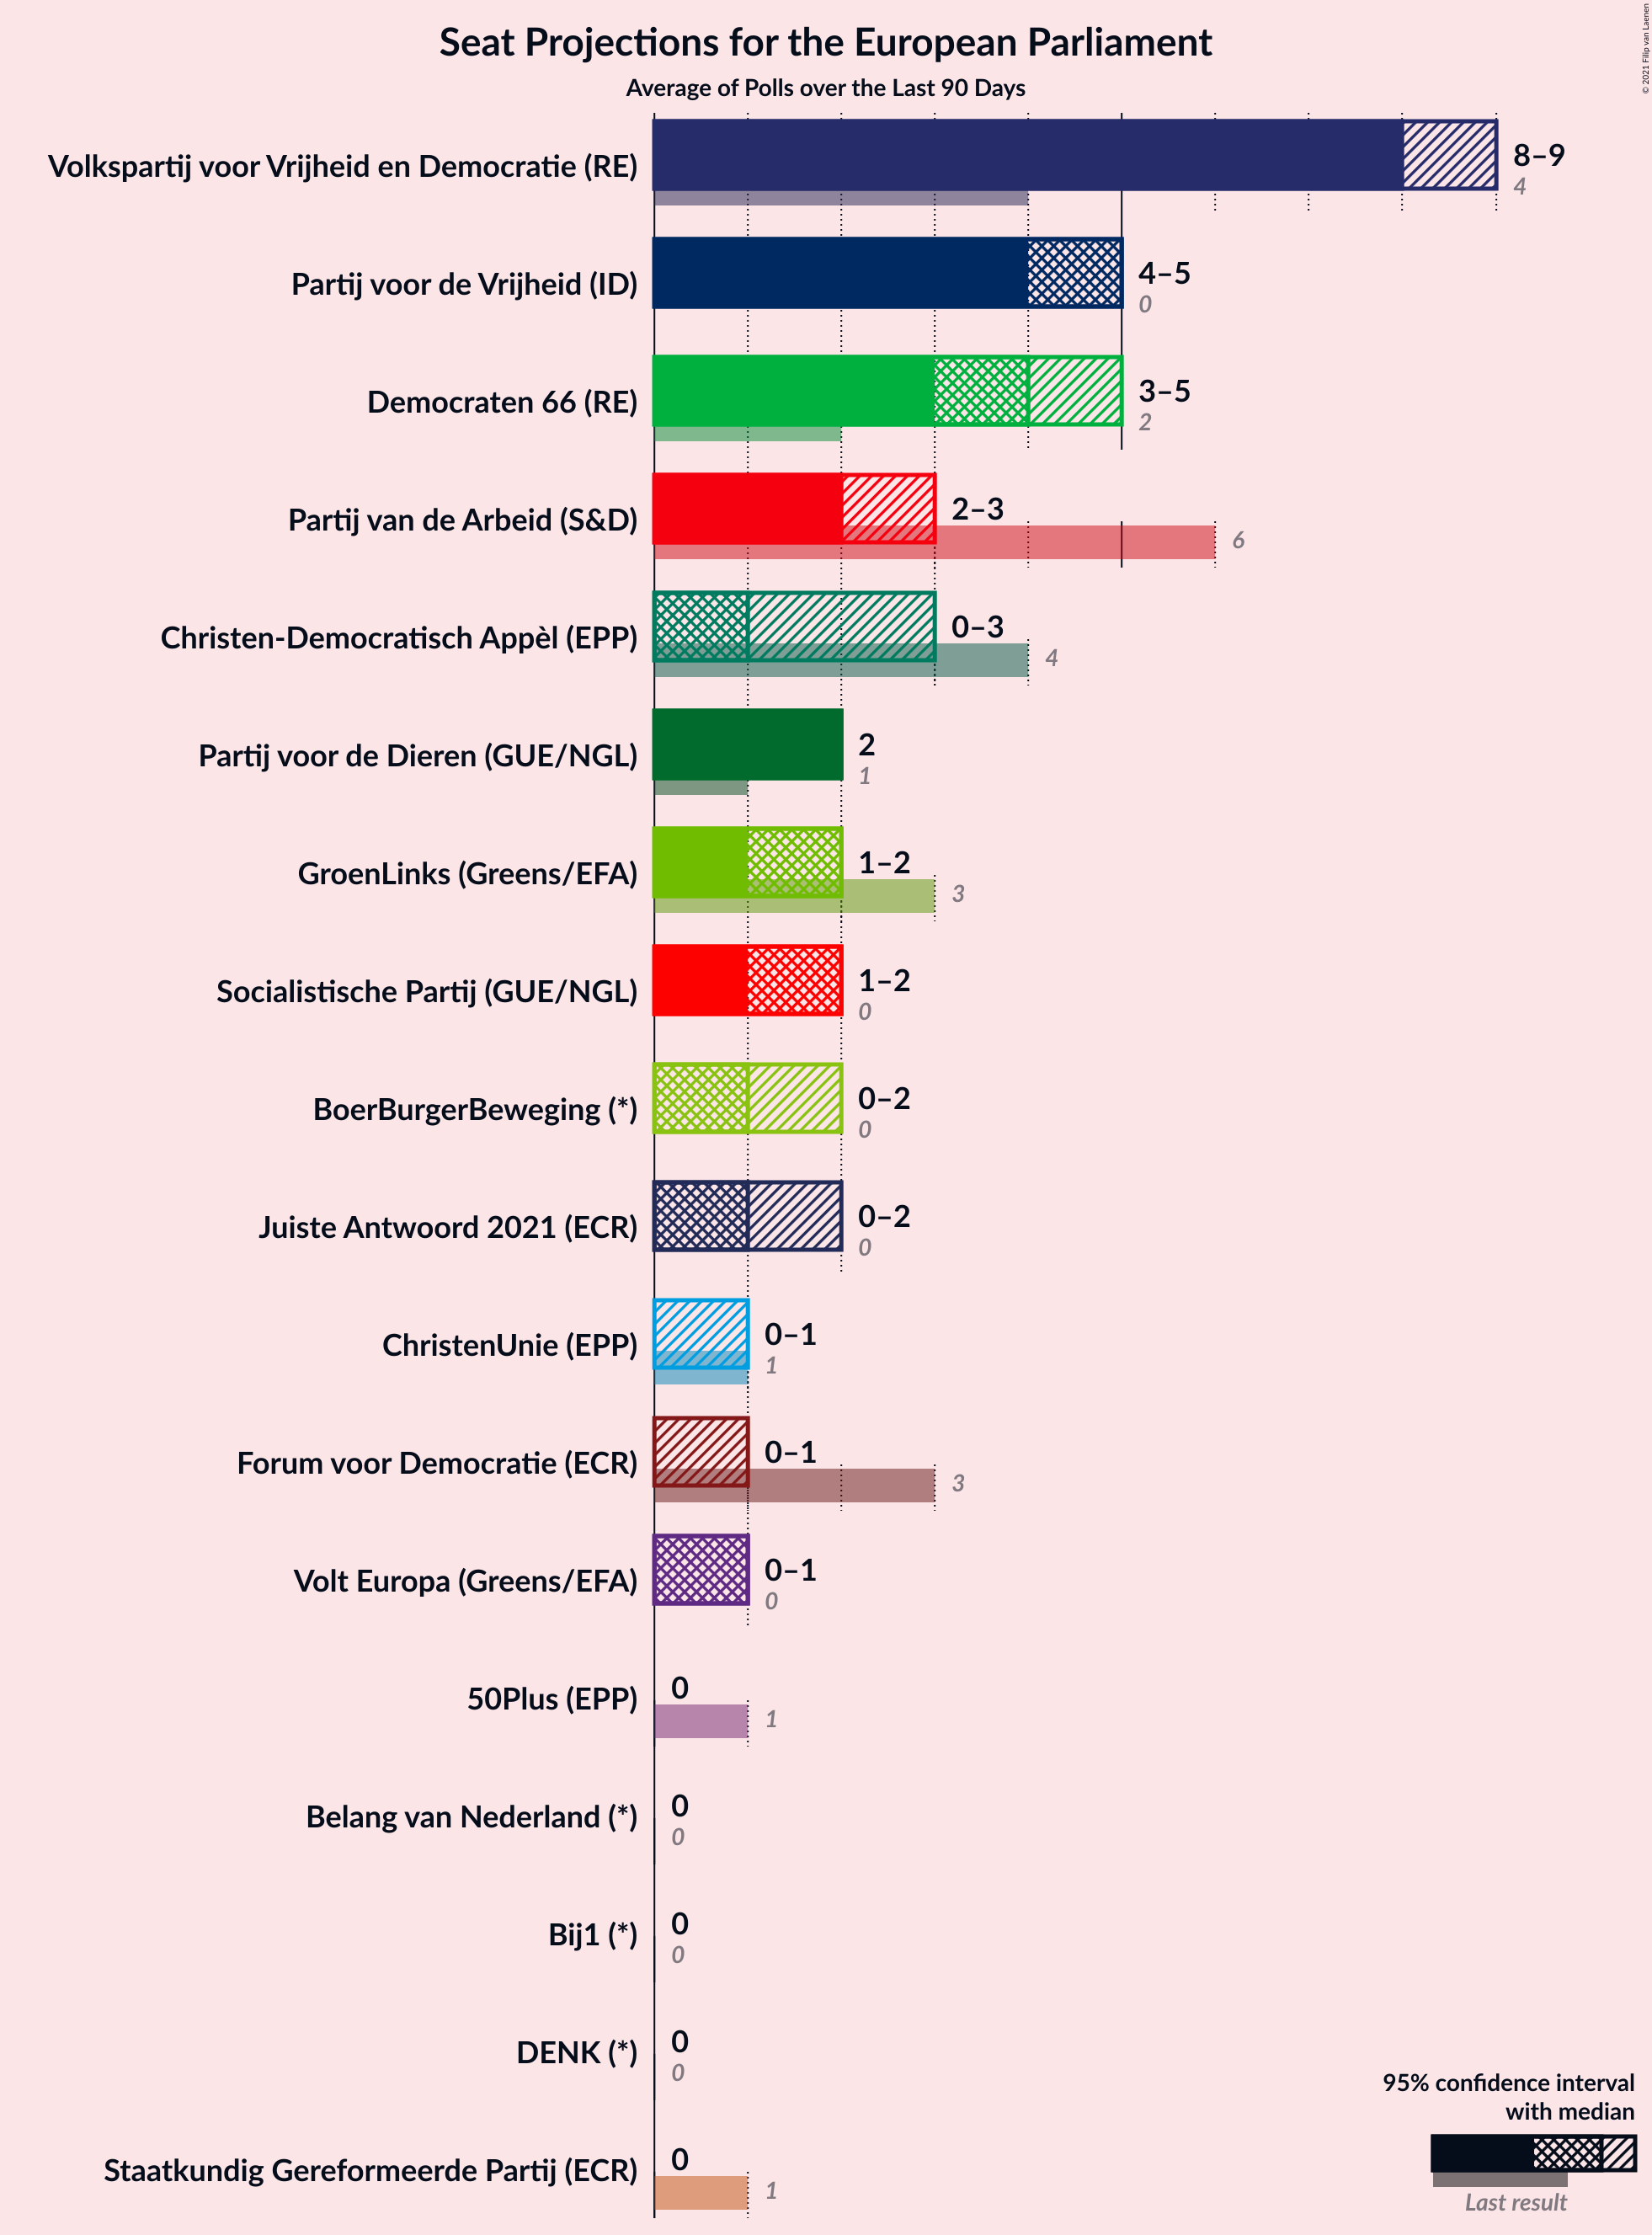 Seat Projections for the European Parliament
Average of Polls over the Last 90 Days
© 2021 Filip van Laenen
Volkspartij voor Vrijheid en Democratie (RE)
8–9
4
Partij voor de Vrijheid (ID)
4–5
0
Democraten 66 (RE)
3–5
2
Partij van de Arbeid (S&D)
2–3
6
Christen-Democratisch Appèl (EPP)
0–3
4
Partij voor de Dieren (GUE/NGL)
2
1
GroenLinks (Greens/EFA)
1–2
3
Socialistische Partij (GUE/NGL)
1–2
0
BoerBurgerBeweging (*)
0–2
0
Juiste Antwoord 2021 (ECR)
0–2
0
ChristenUnie (EPP)
0–1
1
Forum voor Democratie (ECR)
0–1
3
Volt Europa (Greens/EFA)
0–1
0
50Plus (EPP)
0
1
Belang van Nederland (*)
0
0
Bij1 (*)
0
0
DENK (*)
0
0
Staatkundig Gereformeerde Partij (ECR)
0
1
95% confidence interval
with median
Last result